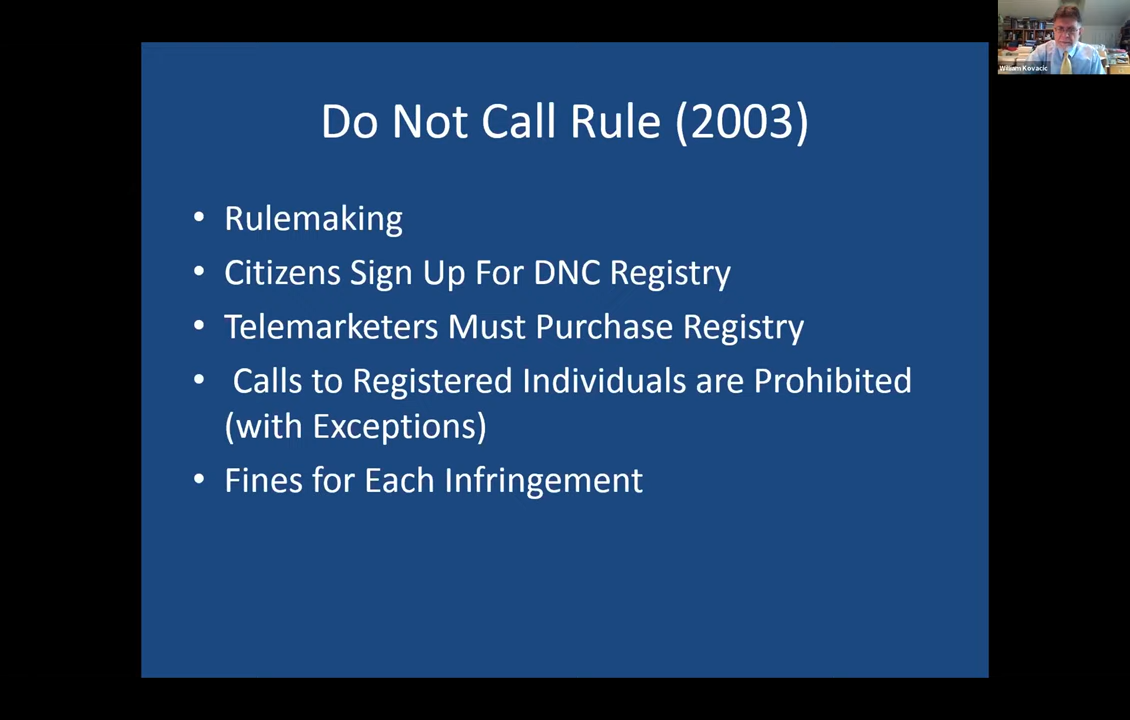 Do Not Call Rule (2003)
• Rulemaking
• Citizens Sign Up For DNC Registry
• Telemarketers Must Purchase Registry
• Calls to Registered Individuals are Prohibited
(with Exceptions)
• Fines for Each Infringement
William Kovacic